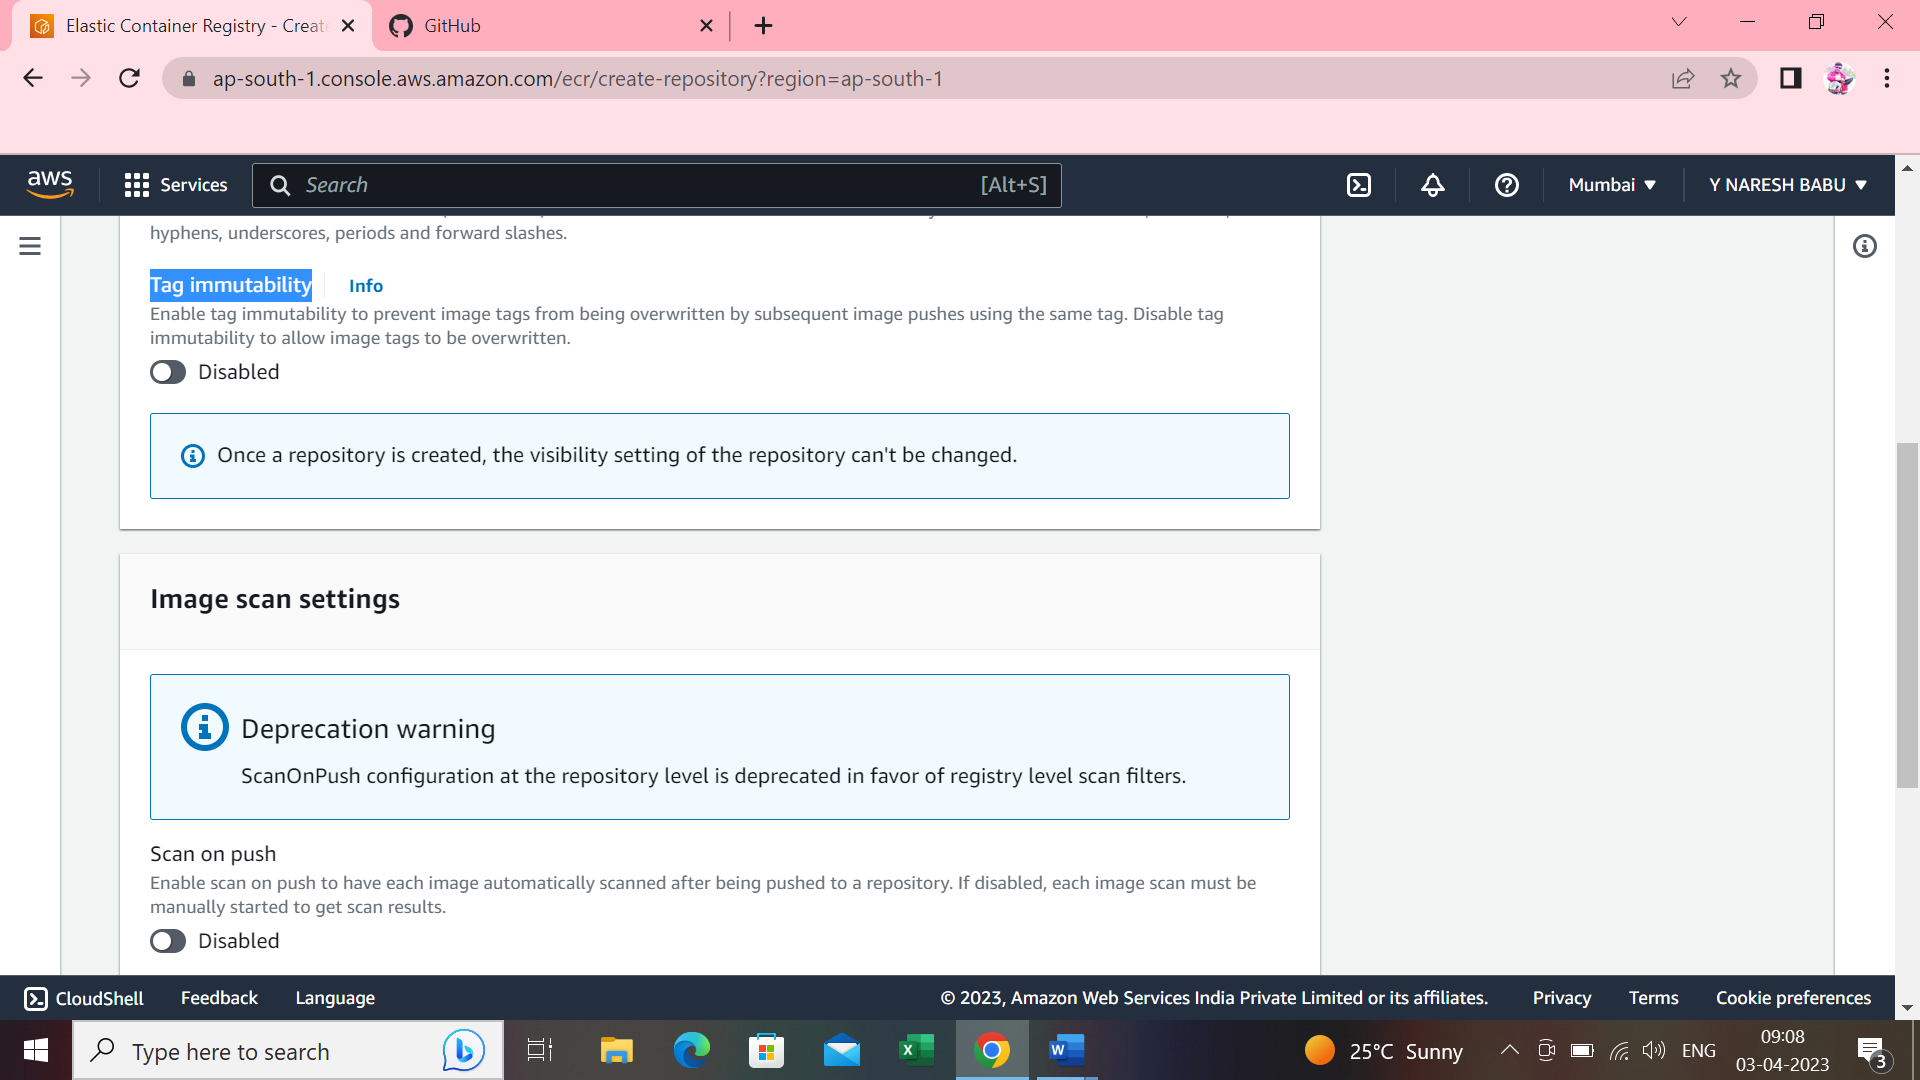 Elastic Container Registry - Creat
GitHub
ap-south-1.console.aws.amazon.com/ecr/create-repository?region=ap-south-1
aws
Services
Search
[Alt+S]
Mumbai
Y NARESH BABU
hyphens, underscores, periods and forward slashes.
Tag immutability
Info
Enable tag immutability to prevent image tags from being overwritten by subsequent image pushes using the same tag. Disable tag
immutability to allow image tags to be overwritten.
Disabled
Once a repository is created, the visibility setting of the repository can't be changed.
Image scan settings
Deprecation warning
ScanOnPush configuration at the repository level is deprecated in favor of registry level scan filters.
Scan on push
Enable scan on push to have each image automatically scanned after being pushed to a repository. If disabled, each image scan must be
manually started to get scan results.
Disabled
CloudShell
Feedback
Language
© 2023, Amazon Web Services India Private Limited or its affiliates.
Privacy
Terms
Cookie preferences
Type here to search
25°C Sunny
ENG
09:08
03-04-2023
3